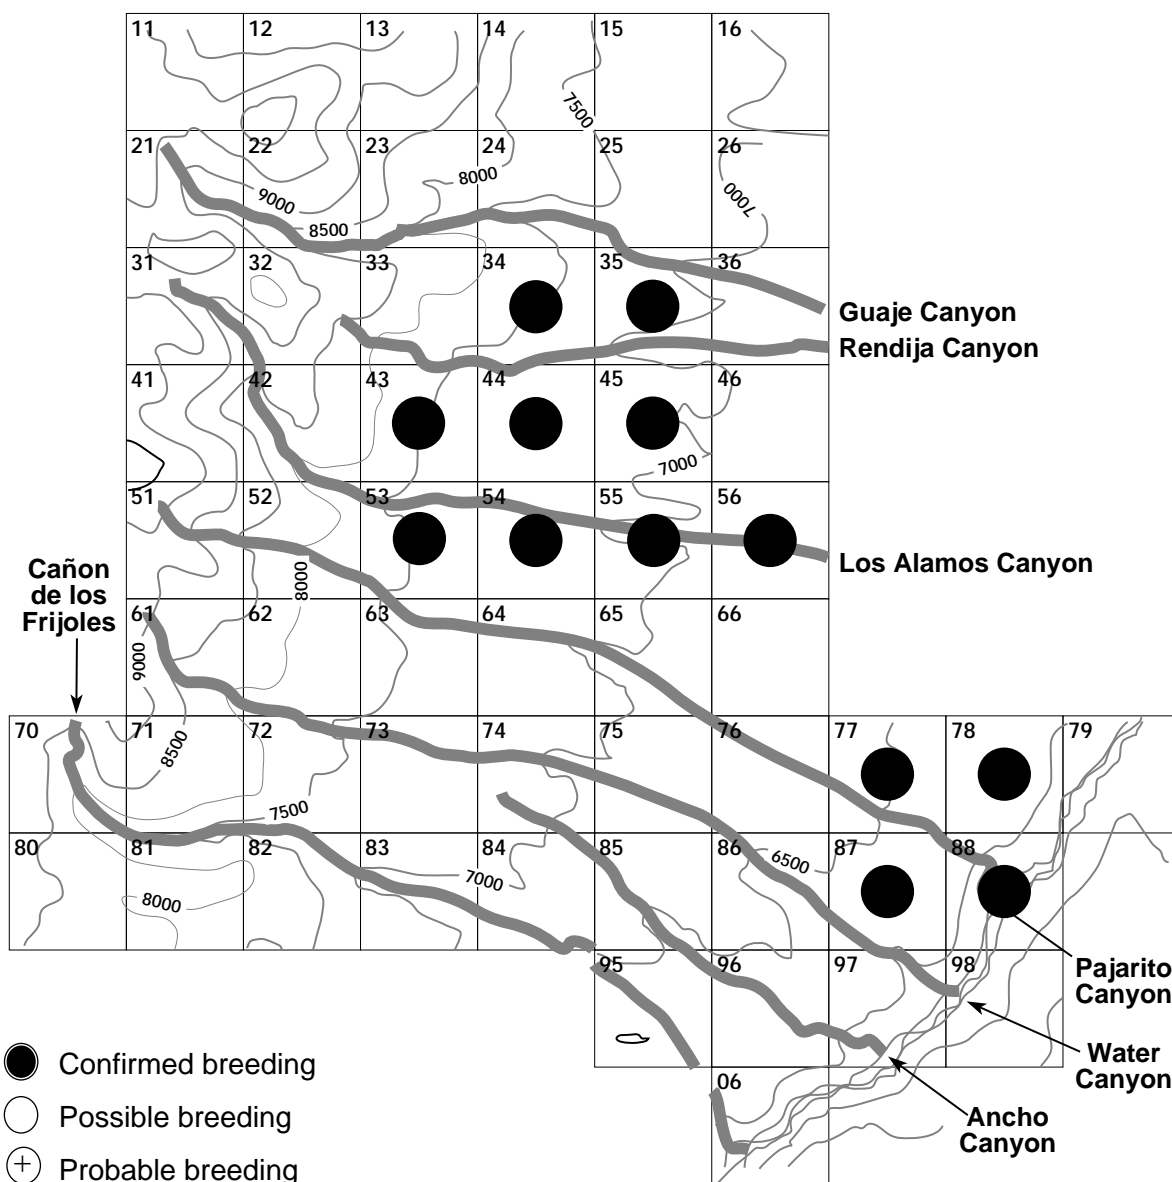 11 12 13 14 15 16
7500
21 22 23 24 25 26
8000
9000
7000
8500
31 32 33 34 35 36
Guaje Canyon
Rendija Canyon
41 42 43 44 45 46
7000
51 52 53 54 55 56
Los Alamos Canyon
Cañon
de los
Frijoles
8000
61 62 63 64 65 66
9000
70 71 72 73 74 75 76 77 78 79
8500
7500
80 81 82 83 84 85 86 87 88
6500
7000
8000
95 96 97 98
Pajarito
Canyon
Water
Canyon
06
Ancho
Canyon
Confirmed breeding
Possible breeding
Probable breeding